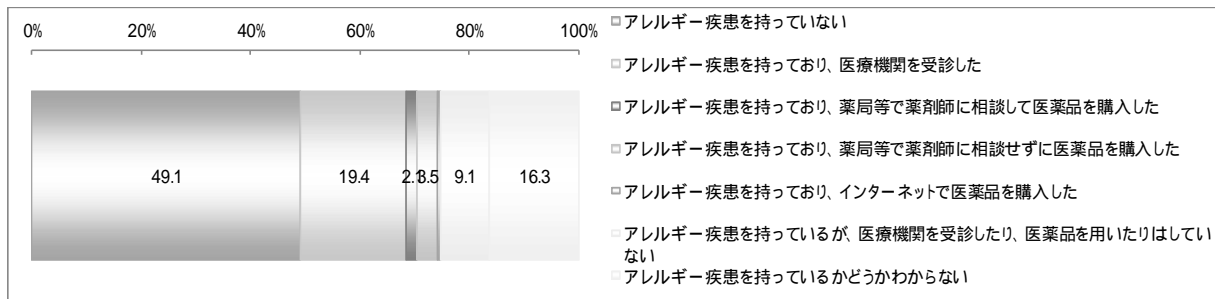 0% 20% 40% 60% 80% 100%
49.1 19.4 3.5 9.1 16.3
アレルギー疾患を持っていない
アレルギー疾患を持っており、医療機関を受診した
アレルギー疾患を持っており、薬局等で薬剤師に相談して医薬品を購入した
アレルギー疾患を持っており、薬局等で薬剤師に相談せずに医薬品を購入した
アレルギー疾患を持っており、インターネットで医薬品を購入した
アレルギー疾患を持っているが、医療機関を受診したり、医薬品を用いたりはしてい
ない
アレルギー疾患を持っているかどうかわからない